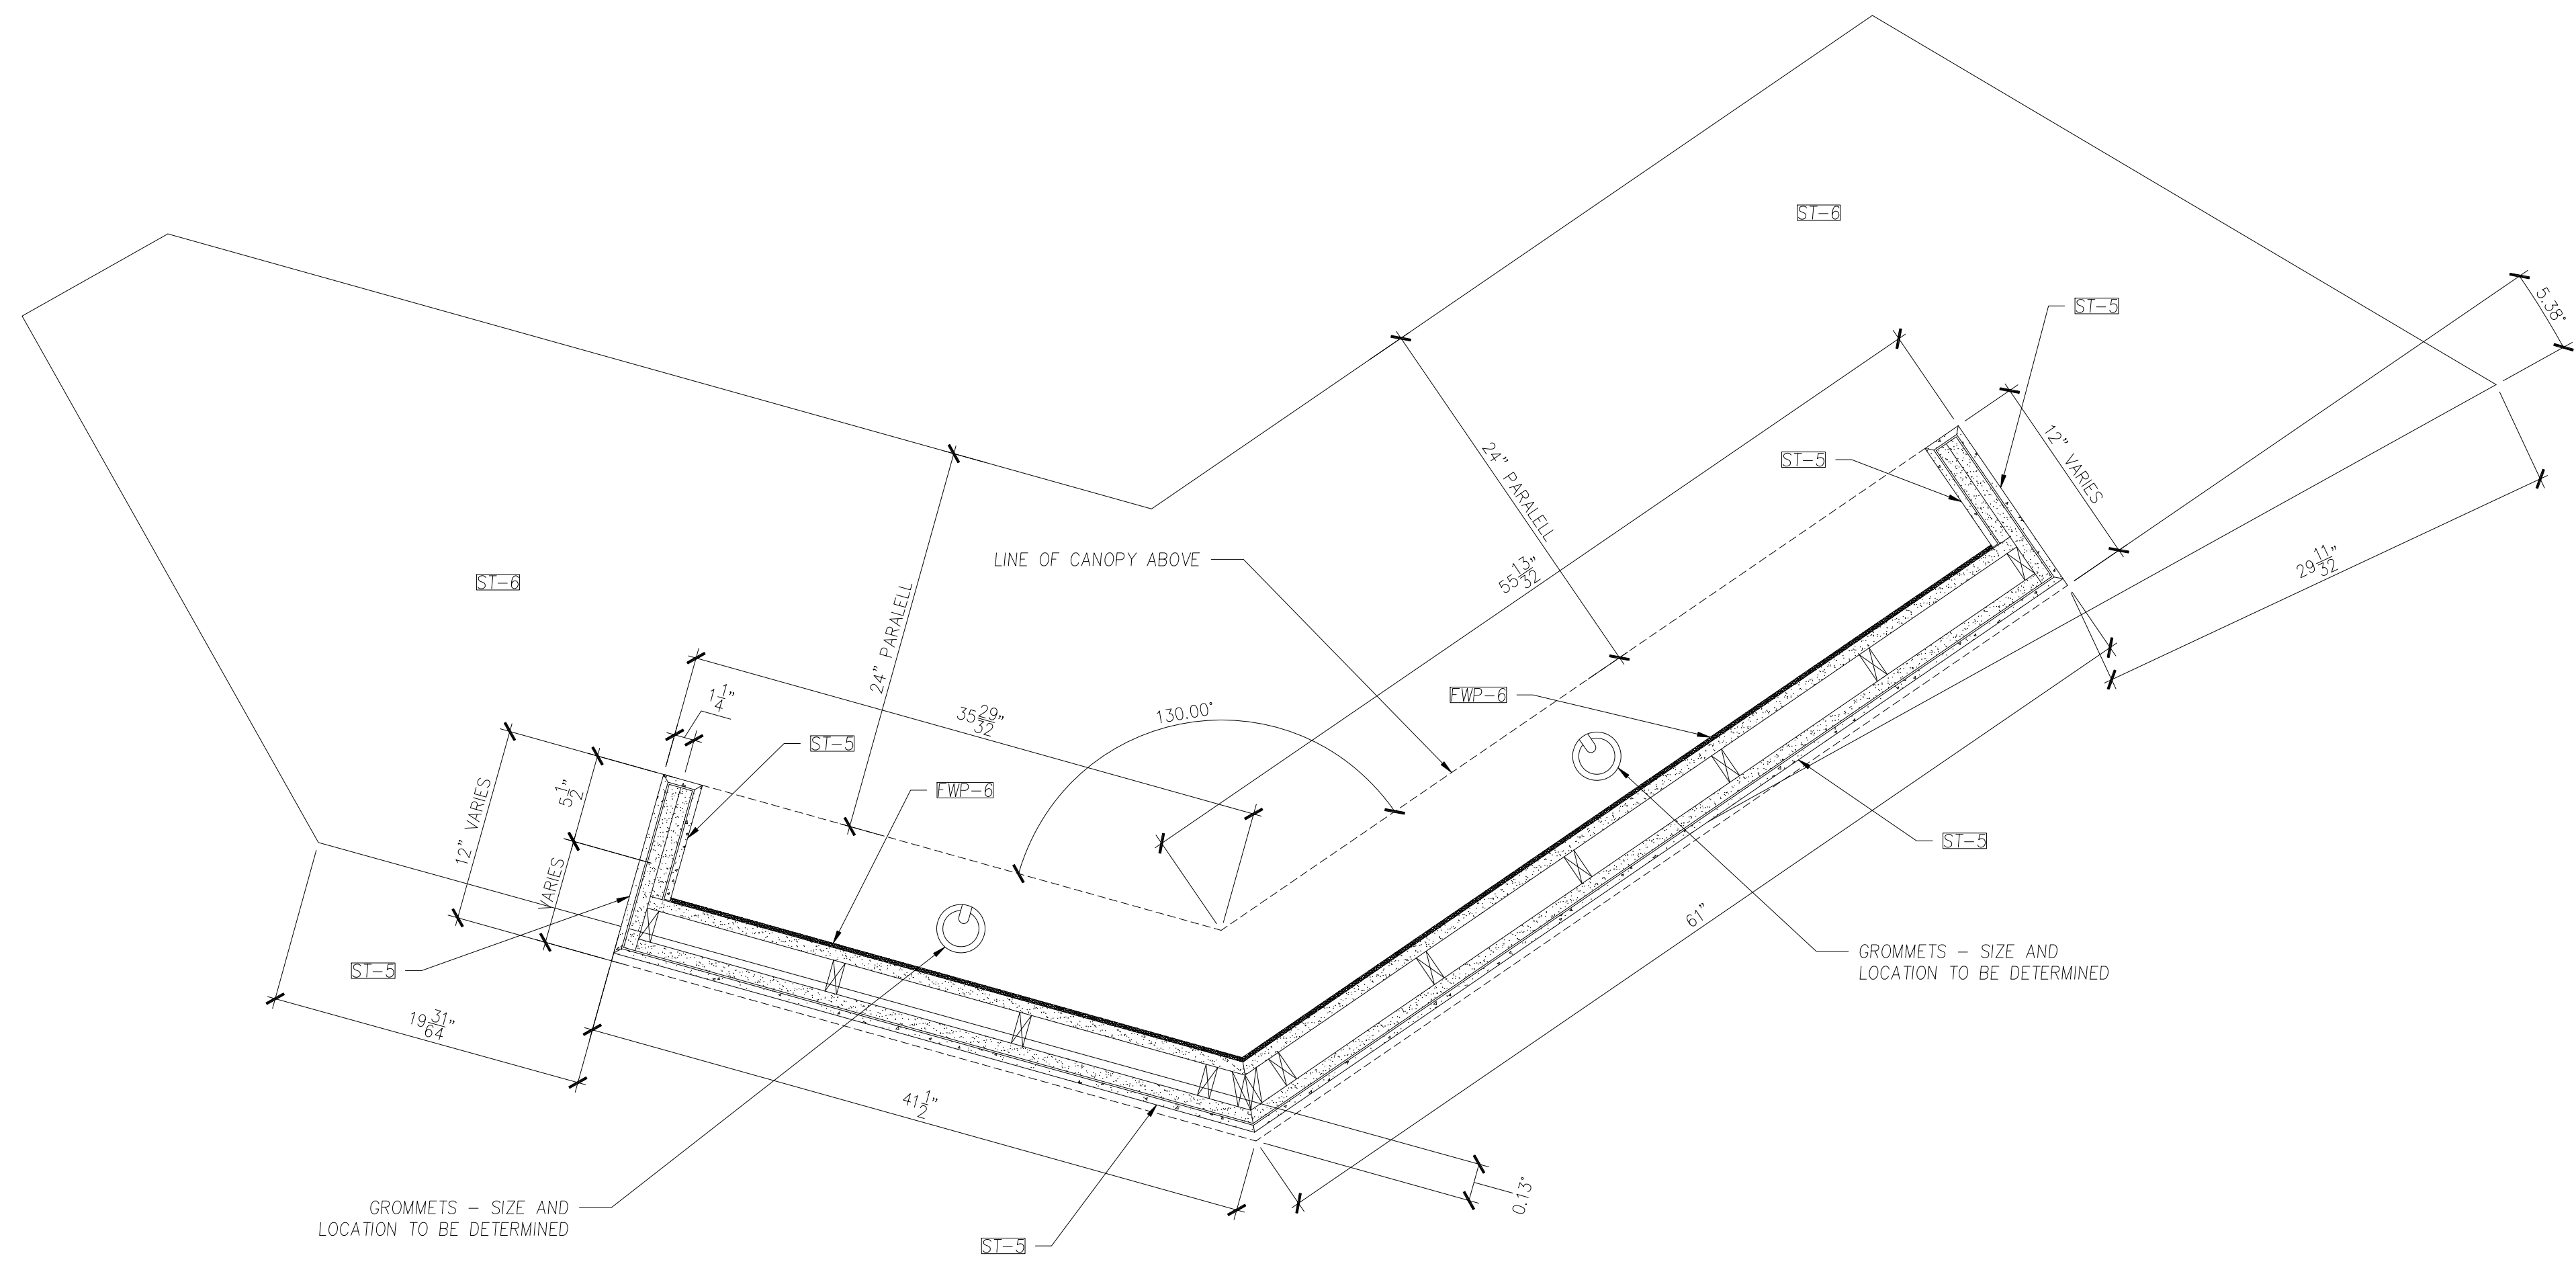 ST-6
5.38°
ST-5
12" VARIES
24" PARALELL
ST-5
LINE OF CANOPY ABOVE
55 13/32"
29 11/32"
ST-6
24" PARALELL
1 1/4"
35 29/32"
130.00°
FWP-6
ST-5
FWP-6
5 1/2"
12" VARIES
VARIES
ST-5
61"
ST-5
GROMMETS - SIZE AND
LOCATION TO BE DETERMINED
19 31/64"
41 1/2"
0.13°
GROMMETS - SIZE AND
LOCATION TO BE DETERMINED
ST-5